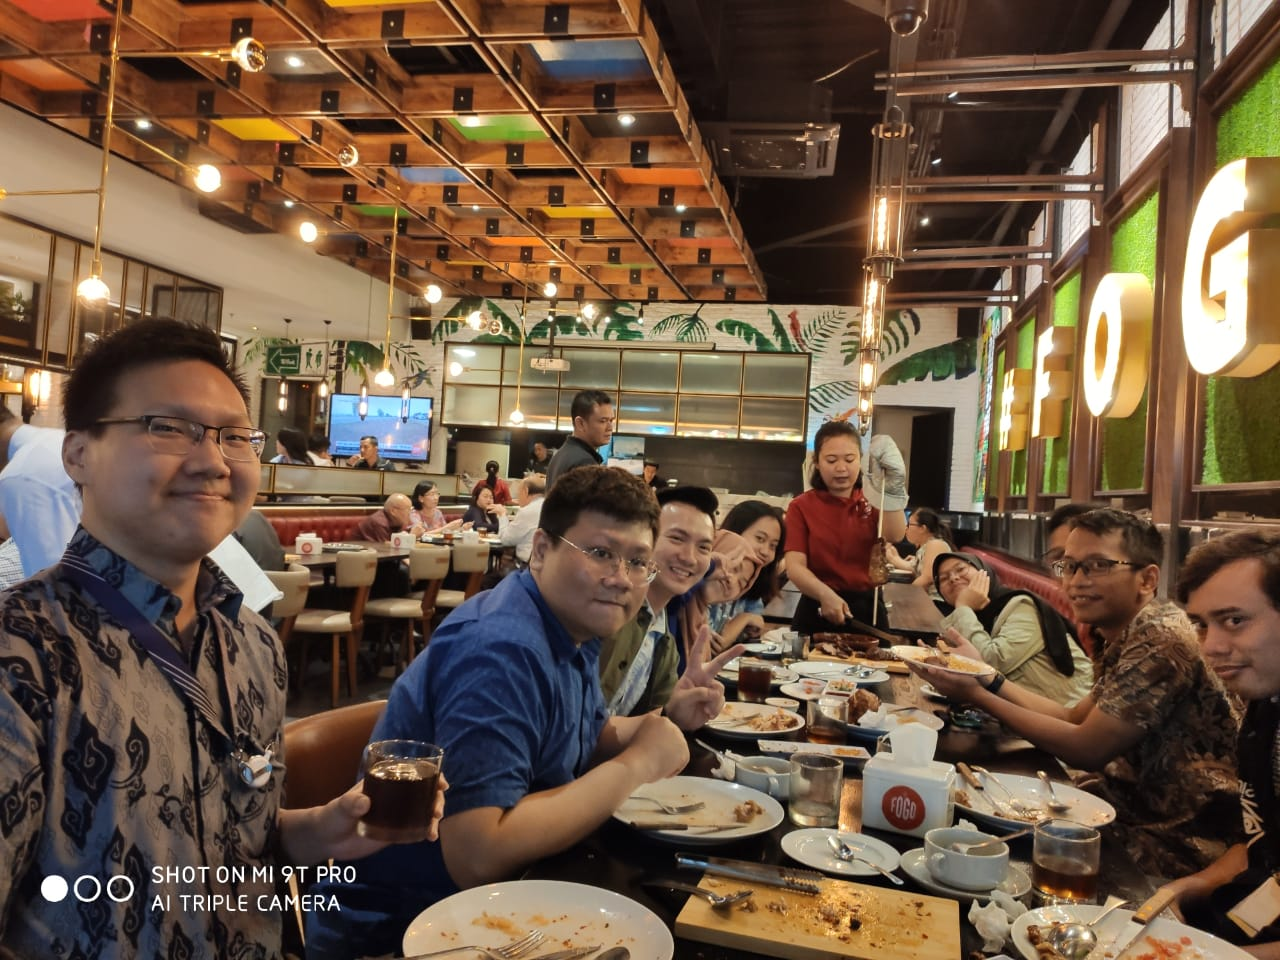 #FOG
FOGO
SHOT ON MI 9T PRO
AI TRIPLE CAMERA